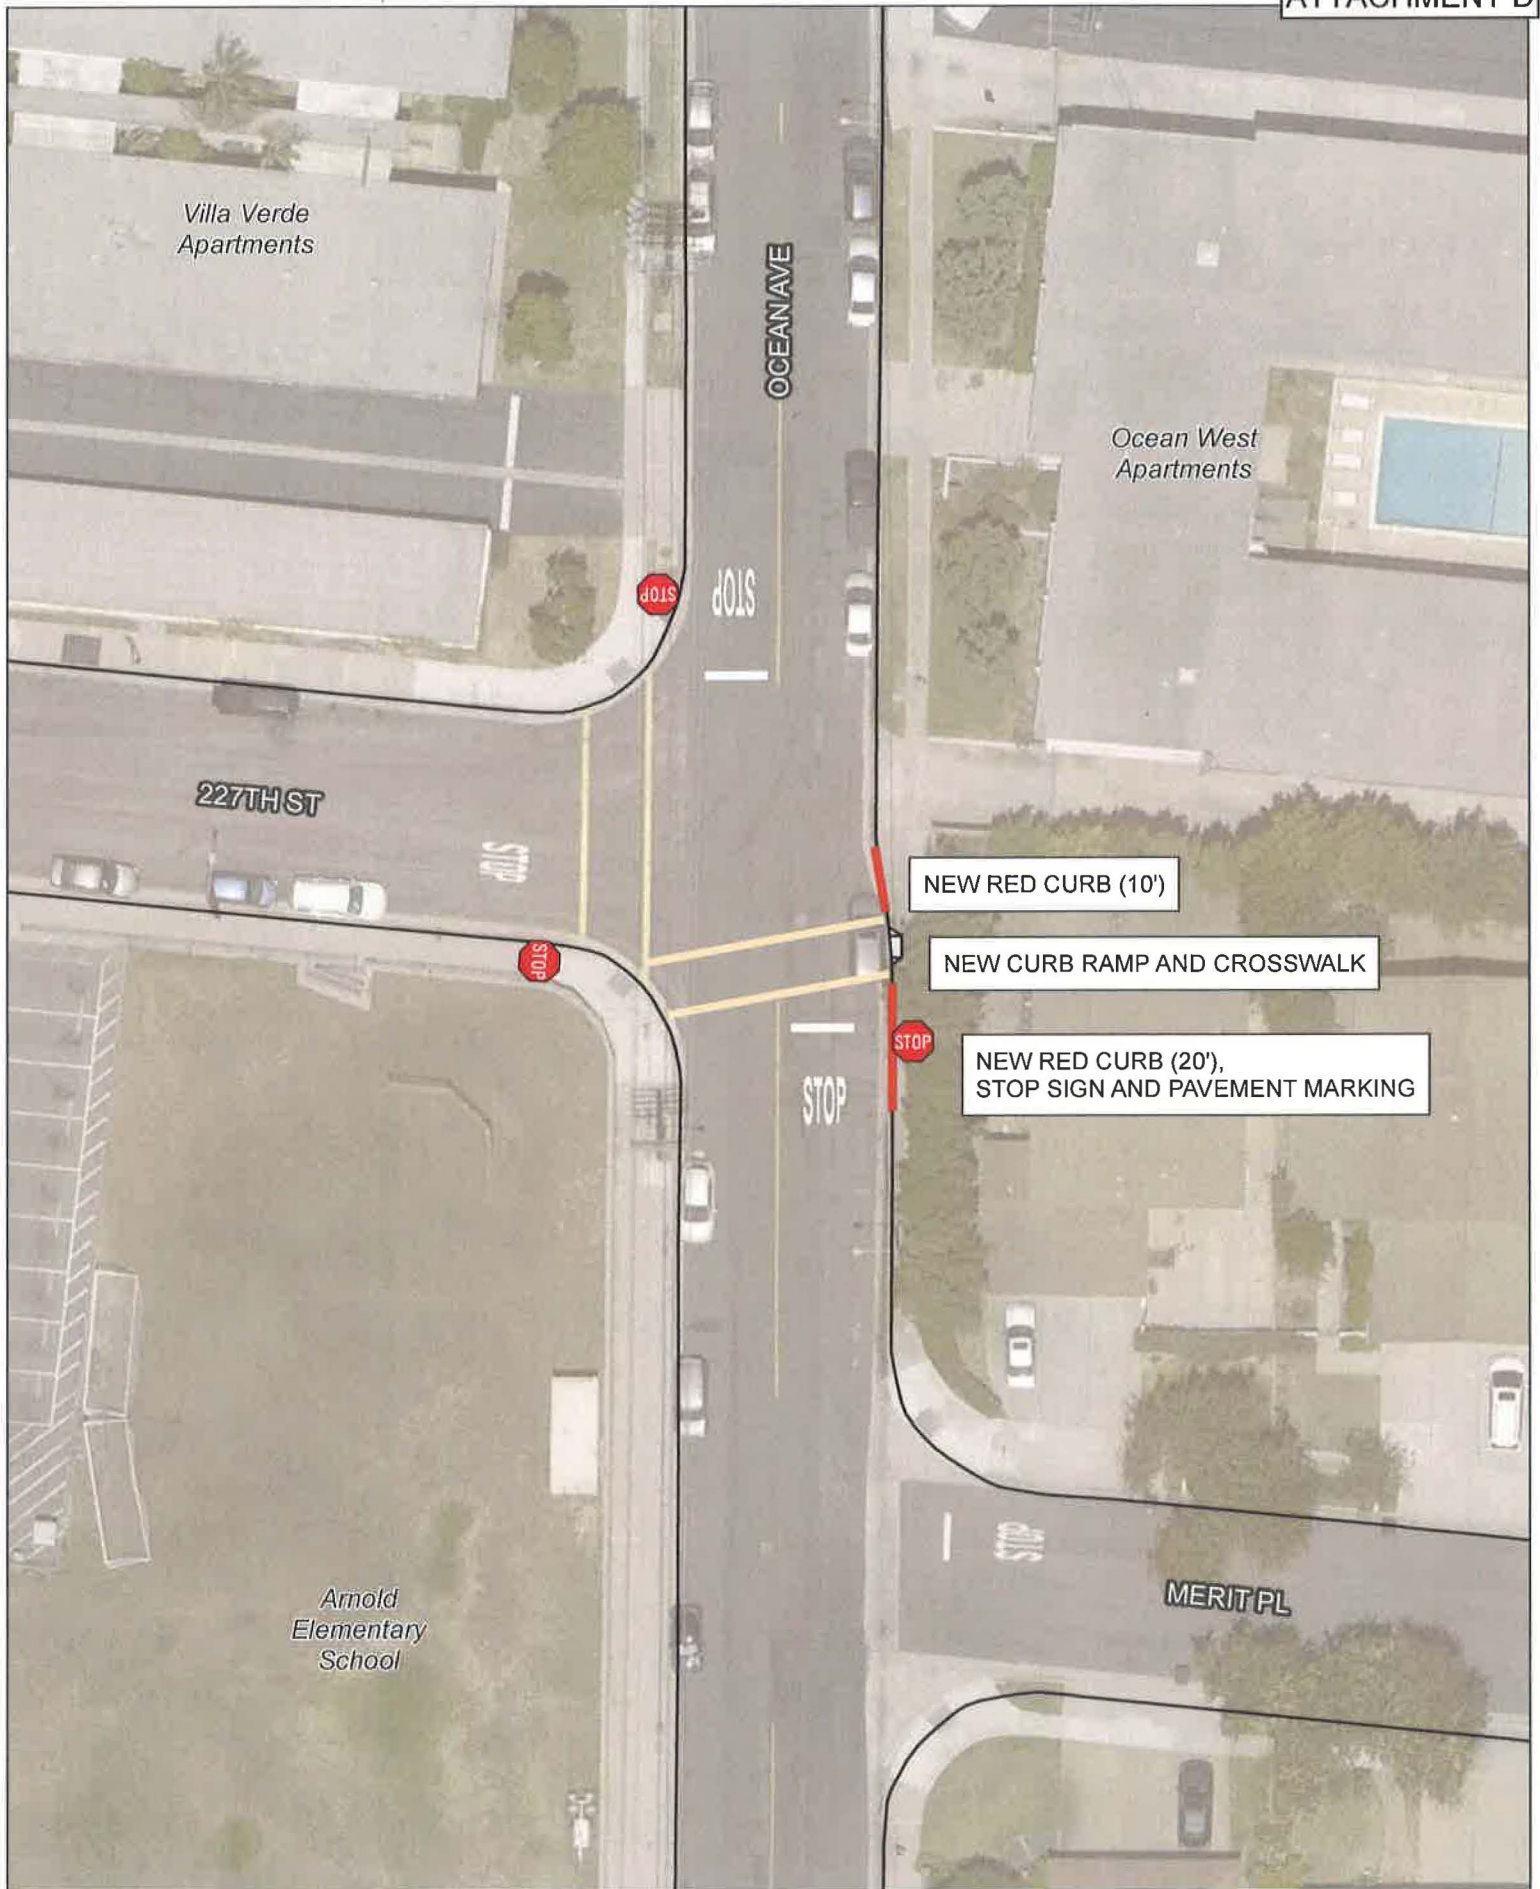 ATTACHMENT D
Villa Verde
Apartments
OCEAN AVE
Ocean West
Apartments
STOP
STOP
227TH ST
STOP
NEW RED CURB (10')
STOP
NEW CURB RAMP AND CROSSWALK
STOP
NEW RED CURB (20'),
STOP SIGN AND PAVEMENT MARKING
STOP
STOP
MERIT PL
Arnold
Elementary
School